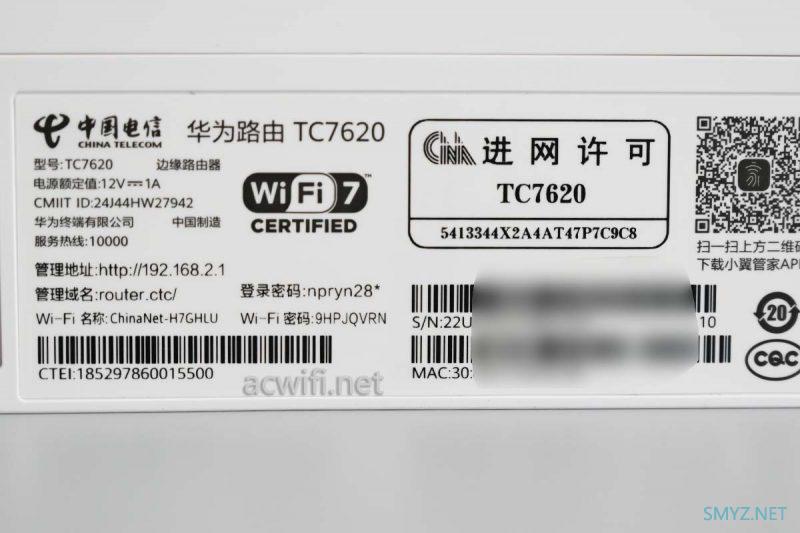 中国电信
CHINA TELECOM
华为路由 TC7620
型号:TC7620 边缘路由器
电源额定值:12V⎓1A
CMIIT ID:24J44HW27942
华为终端有限公司 中国制造
服务热线:10000
WiFi 7™
CERTIFIED
CNA 进网许可
TC7620
5413344X2A4AT47P7C9C8
扫一扫上方二维码
下载小翼管家APP
管理地址:http://192.168.2.1
管理域名:router.ctc/ 登录密码:npryn28*
Wi-Fi 名称:ChinaNet-H7GHLU Wi-Fi 密码:9HPJQVRN
CTEI:185297860015500
S/N:22U
10
MAC:30:
20
CQC
acwifi.net
SMYZ.NET